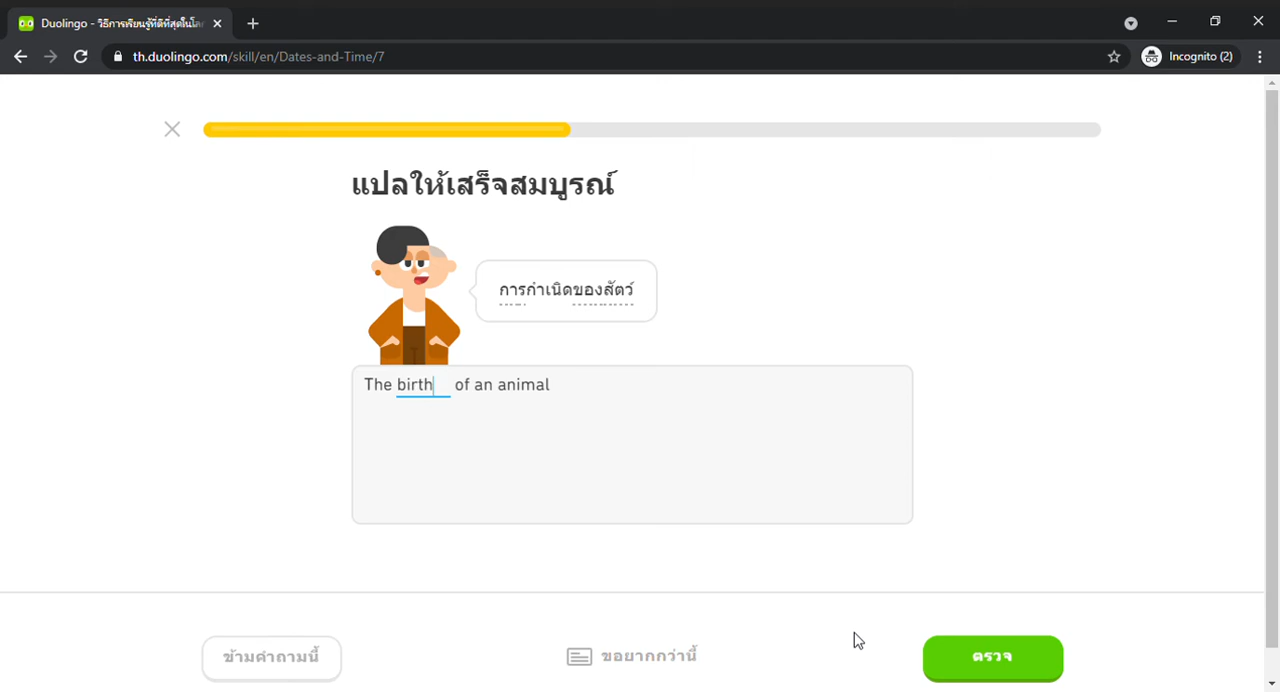 Duolingo - วิธีการเรียนรู้ที่ดีที่สุดในโล
th.duolingo.com/skill/en/Dates-and-Time/7
Incognito (2)
แปลให้เสร็จสมบูรณ์
การกำเนิดของสัตว์
The birth of an animal
ข้ามคำถามนี้
ขอยากกว่านี้
ตรวจ